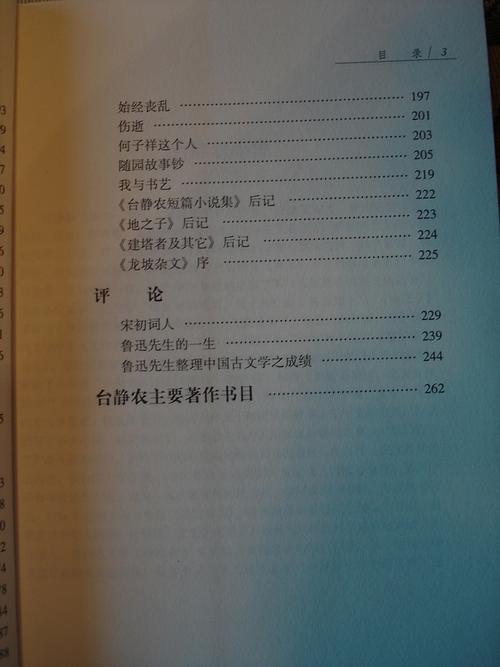 目 录 / 3
始经丧乱 ……………………………… 197
伤逝 ……………………………… 201
何子祥这个人 ……………………………… 203
随园故事钞 ……………………………… 205
我与书艺 ……………………………… 219
《台静农短篇小说集》后记 ……………………………… 222
《地之子》后记 ……………………………… 223
《建塔者及其它》后记 ……………………………… 224
《龙坡杂文》序 ……………………………… 225
评 论
宋初词人 ……………………………… 229
鲁迅先生的一生 ……………………………… 239
鲁迅先生整理中国古文学之成绩 ……………………………… 244
台静农主要著作书目 ……………………………… 262